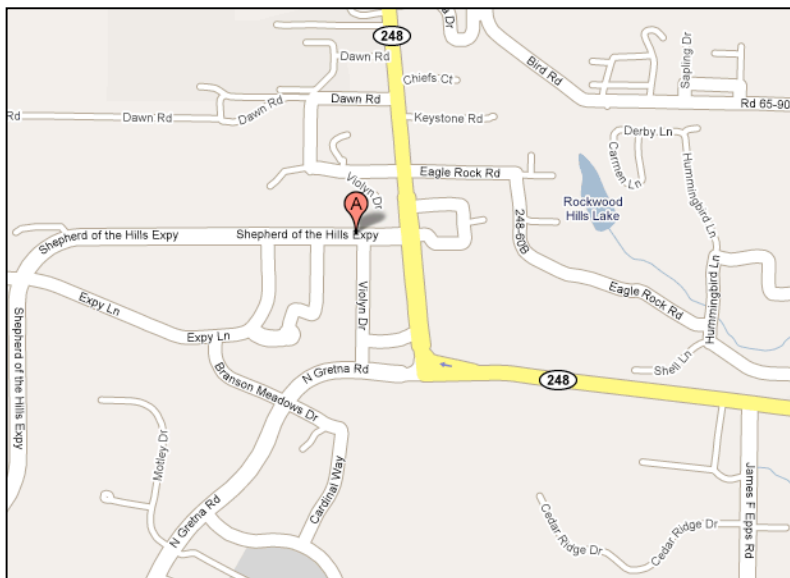 248
a Dr
Dawn Rd
Chiefs Ct
Bird Rd
Sapling Dr
Rd 65-90
Dawn Rd
Rd
Dawn Rd
Dawn Rd
Keystone Rd
Derby Ln
Carmen Ln
Hummingbird Ln
Violyn Dr
Eagle Rock Rd
A
Rockwood
Hills Lake
248-60B
Shepherd of the Hills Expy
Shepherd of the Hills Expy
Shepherd of the Hills Expy
Expy Ln
Violyn Dr
Eagle Rock Rd
Hummingbird Ln
Expy Ln
Shell Ln
N Gretna Rd
248
Branson Meadows Dr
Motley Dr
Cardinal Way
N Gretna Rd
Cedar Ridge Dr
Cedar Ridge Dr
James F Epps Rd